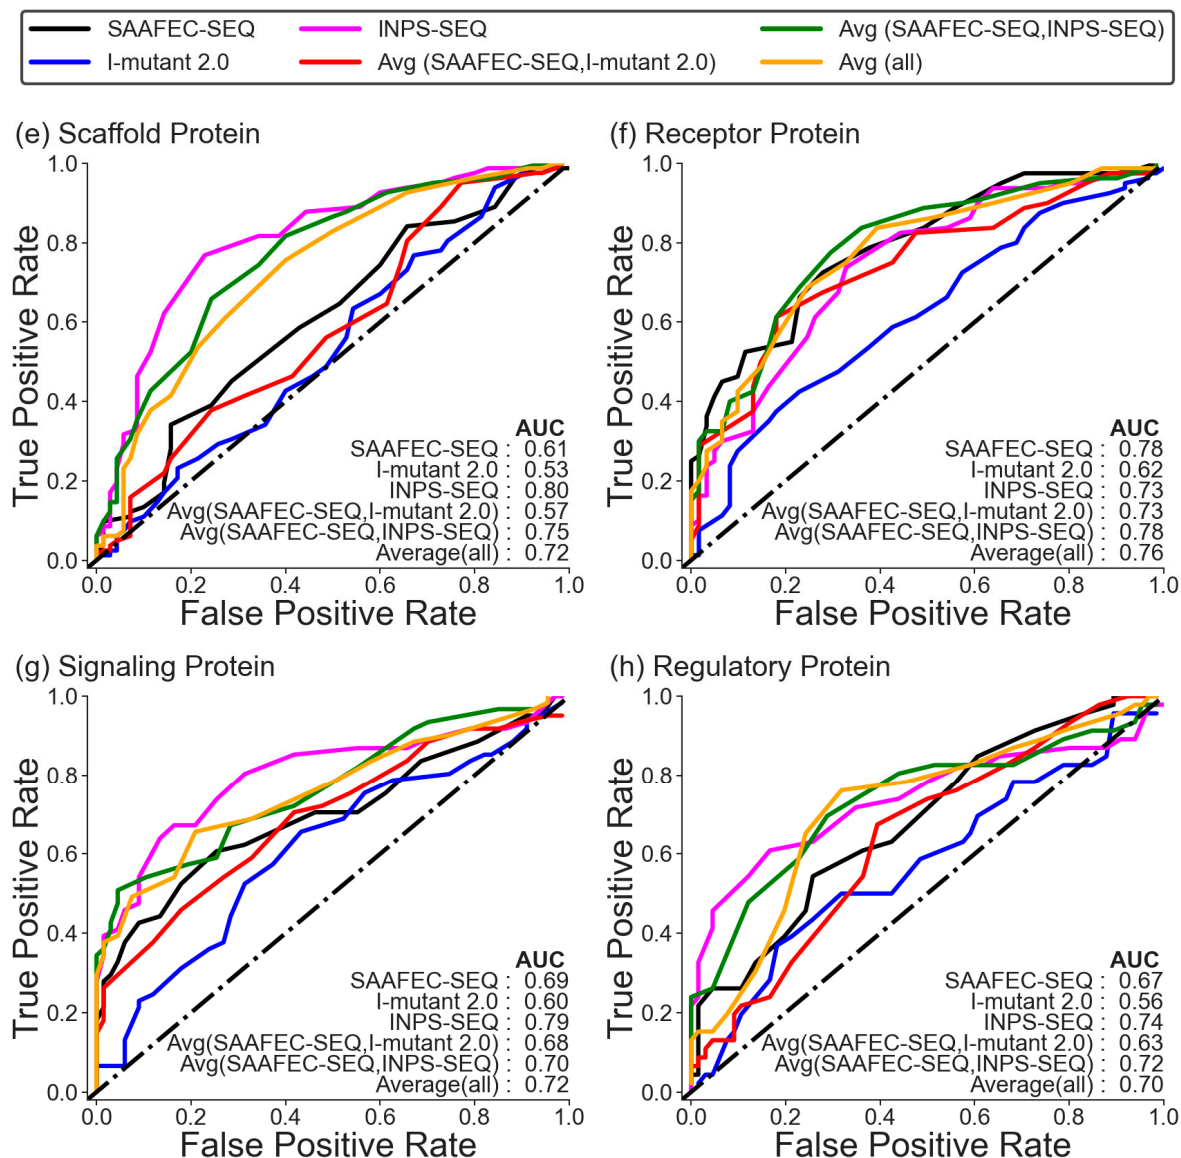 SAAFEC-SEQ INPS-SEQ Avg (SAAFEC-SEQ,INPS-SEQ)
I-mutant 2.0 Avg (SAAFEC-SEQ,I-mutant 2.0) Avg (all)
(e) Scaffold Protein
True Positive Rate
1.0
0.8
0.6
0.4
0.2
0.0
AUC
SAAFEC-SEQ : 0.61
I-mutant 2.0 : 0.53
INPS-SEQ : 0.80
Avg(SAAFEC-SEQ,I-mutant 2.0) : 0.57
Avg(SAAFEC-SEQ,INPS-SEQ) : 0.75
Average(all) : 0.72
0.0 0.2 0.4 0.6 0.8 1.0
False Positive Rate
(f) Receptor Protein
True Positive Rate
1.0
0.8
0.6
0.4
0.2
0.0
AUC
SAAFEC-SEQ : 0.78
I-mutant 2.0 : 0.62
INPS-SEQ : 0.73
Avg(SAAFEC-SEQ,I-mutant 2.0) : 0.73
Avg(SAAFEC-SEQ,INPS-SEQ) : 0.78
Average(all) : 0.76
0.0 0.2 0.4 0.6 0.8 1.0
False Positive Rate
(g) Signaling Protein
True Positive Rate
1.0
0.8
0.6
0.4
0.2
0.0
AUC
SAAFEC-SEQ : 0.69
I-mutant 2.0 : 0.60
INPS-SEQ : 0.79
Avg(SAAFEC-SEQ,I-mutant 2.0) : 0.68
Avg(SAAFEC-SEQ,INPS-SEQ) : 0.70
Average(all) : 0.72
0.0 0.2 0.4 0.6 0.8 1.0
False Positive Rate
(h) Regulatory Protein
True Positive Rate
1.0
0.8
0.6
0.4
0.2
0.0
AUC
SAAFEC-SEQ : 0.67
I-mutant 2.0 : 0.56
INPS-SEQ : 0.74
Avg(SAAFEC-SEQ,I-mutant 2.0) : 0.63
Avg(SAAFEC-SEQ,INPS-SEQ) : 0.72
Average(all) : 0.70
0.0 0.2 0.4 0.6 0.8 1.0
False Positive Rate